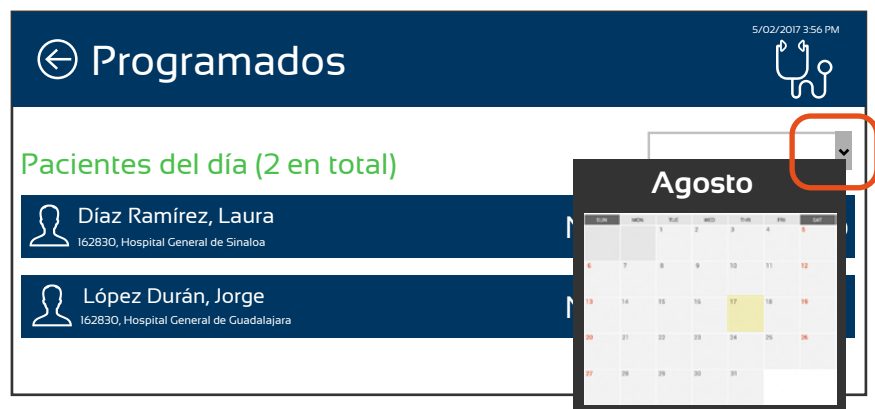 5/02/2017 3:56 PM
Programados
Pacientes del día (2 en total)
Agosto
Díaz Ramírez, Laura
162830, Hospital General de Sinaloa
López Durán, Jorge
162830, Hospital General de Guadalajara
SUN MON TUE WED THR FRI SAT
1 2 3 4 5
6 7 8 9 10 11 12
13 14 15 16 17 18 19
20 21 22 23 24 25 26
27 28 29 30 31